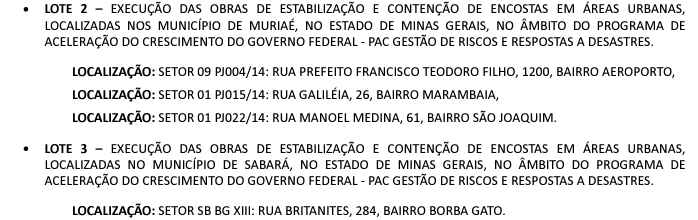 • LOTE 2 – EXECUÇÃO DAS OBRAS DE ESTABILIZAÇÃO E CONTENÇÃO DE ENCOSTAS EM ÁREAS URBANAS,
LOCALIZADAS NOS MUNICÍPIO DE MURIAÉ, NO ESTADO DE MINAS GERAIS, NO ÂMBITO DO PROGRAMA DE
ACELERAÇÃO DO CRESCIMENTO DO GOVERNO FEDERAL - PAC GESTÃO DE RISCOS E RESPOSTAS A DESASTRES.
LOCALIZAÇÃO: SETOR 09 PJ004/14: RUA PREFEITO FRANCISCO TEODORO FILHO, 1200, BAIRRO AEROPORTO,
LOCALIZAÇÃO: SETOR 01 PJ015/14: RUA GALILÉIA, 26, BAIRRO MARAMBAIA,
LOCALIZAÇÃO: SETOR 01 PJ022/14: RUA MANOEL MEDINA, 61, BAIRRO SÃO JOAQUIM.
• LOTE 3 – EXECUÇÃO DAS OBRAS DE ESTABILIZAÇÃO E CONTENÇÃO DE ENCOSTAS EM ÁREAS URBANAS,
LOCALIZADAS NO MUNICÍPIO DE SABARÁ, NO ESTADO DE MINAS GERAIS, NO ÂMBITO DO PROGRAMA DE
ACELERAÇÃO DO CRESCIMENTO DO GOVERNO FEDERAL - PAC GESTÃO DE RISCOS E RESPOSTAS A DESASTRES.
LOCALIZAÇÃO: SETOR SB BG XIII: RUA BRITANITES, 284, BAIRRO BORBA GATO.